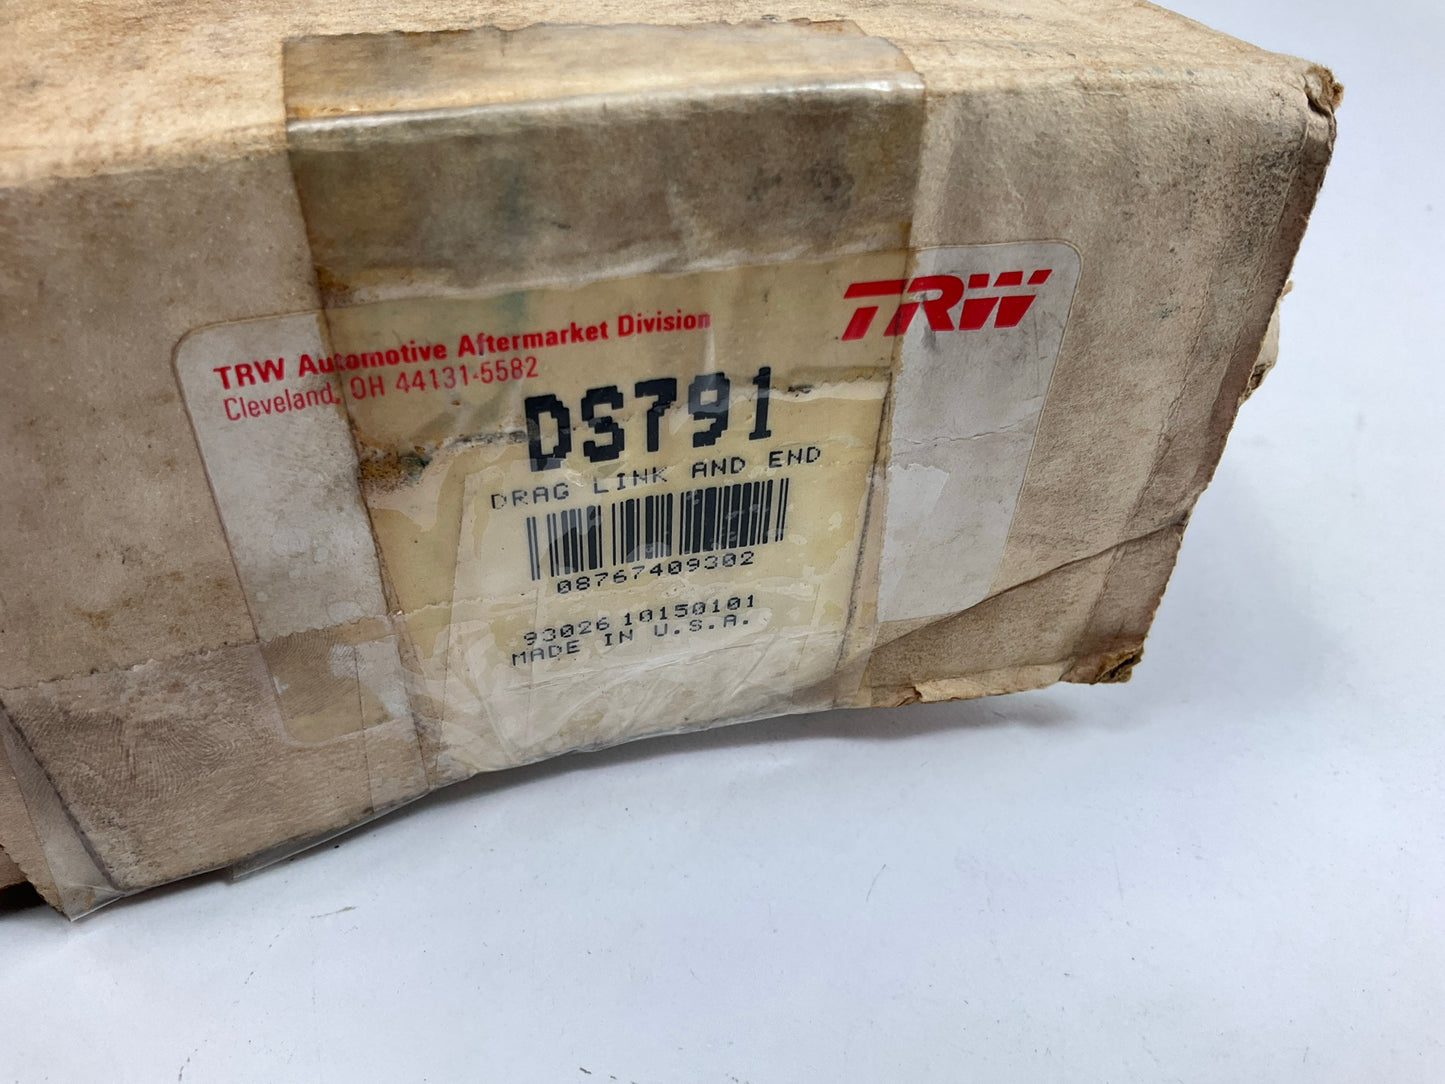 TRW
TRW Automotive Aftermarket Division
Cleveland, OH 44131-5582
DS791
DRAG LINK AND END
08767409302
93026 10150101
MADE IN U.S.A.